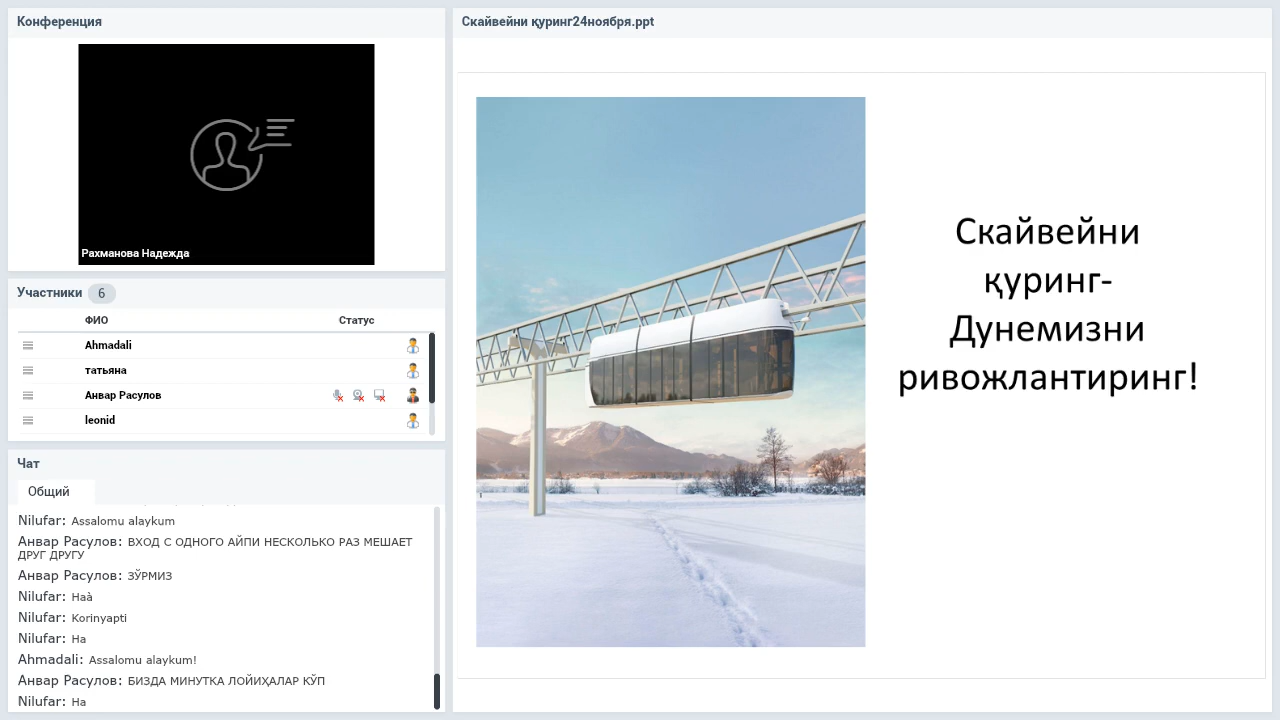 Конференция
Рахманова Надежда
Участники 6
ФИО Статус
Ahmadali
татьяна
Анвар Расулов
leonid
Чат
Общий
Nilufar: Assalomu alaykum
Анвар Расулов: ВХОД С ОДНОГО АЙПИ НЕСКОЛЬКО РАЗ МЕШАЕТ
ДРУГ ДРУГУ
Анвар Расулов: ЗЎРМИЗ
Nilufar: Haà
Nilufar: Korinyapti
Nilufar: Ha
Ahmadali: Assalomu alaykum!
Анвар Расулов: БИЗДА МИНУТКА ЛОЙИҲАЛАР КЎП
Nilufar: Ha
Скайвейни қуринг24ноября.ppt
Скайвейни
қуринг-
Дунемизни
ривожлантиринг!